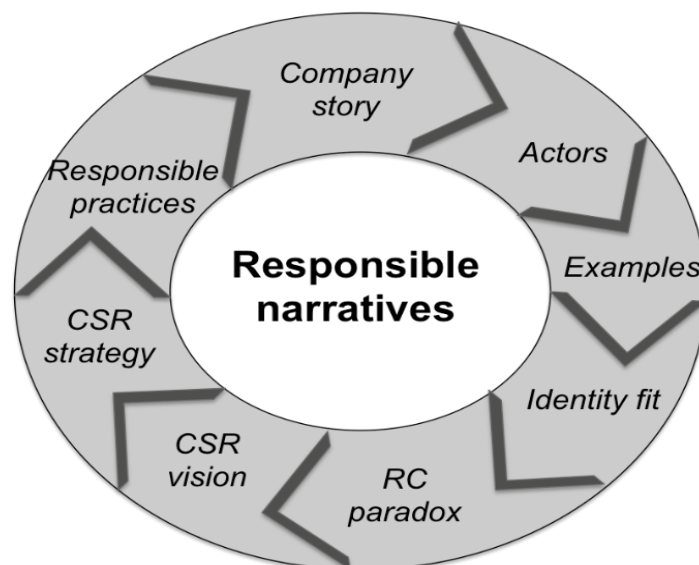 Company
story
Actors
Examples
Identity fit
RC
paradox
CSR
vision
CSR
strategy
Responsible
practices
Responsible
narratives